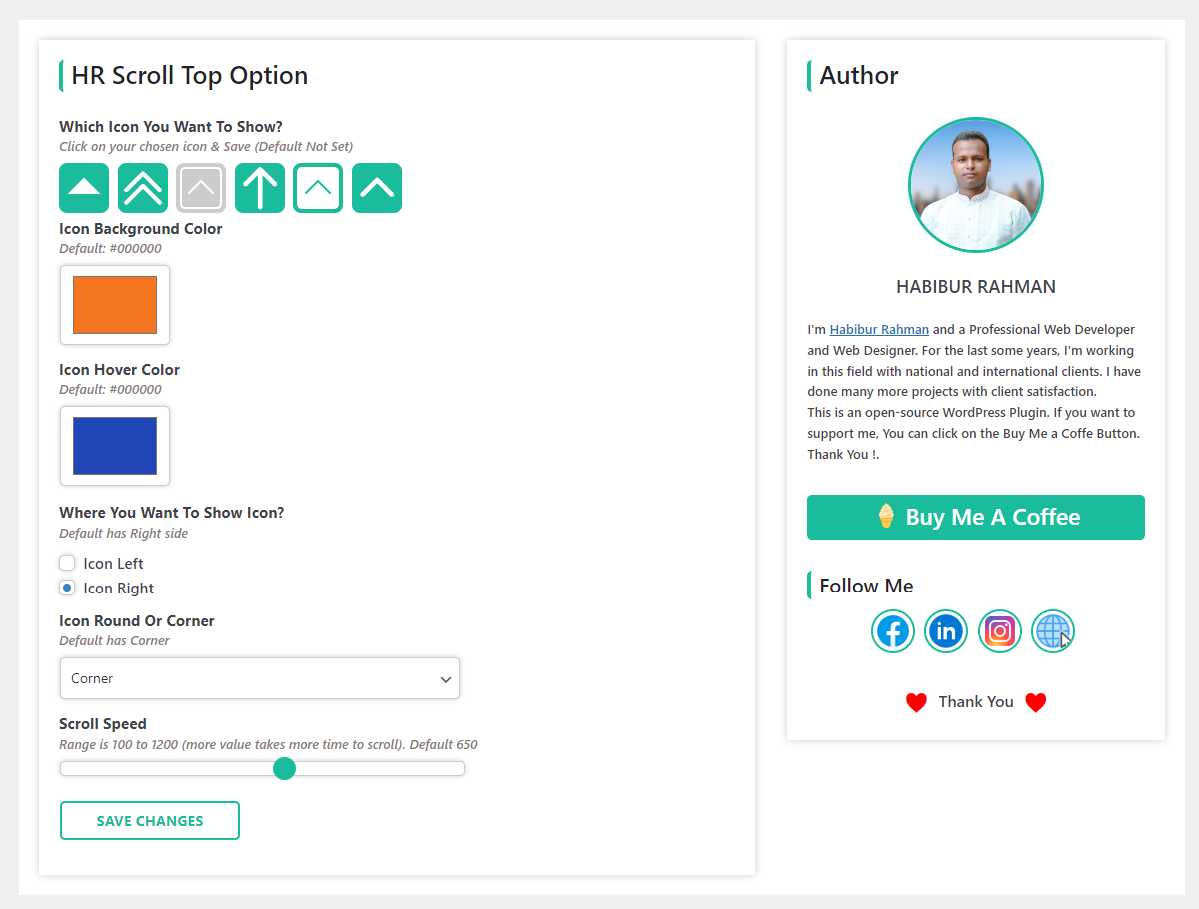 HR Scroll Top Option
Which Icon You Want To Show?
Click on your chosen icon & Save (Default Not Set)
Icon Background Color
Default: #000000
Icon Hover Color
Default: #000000
Where You Want To Show Icon?
Default has Right side
Icon Left
Icon Right
Icon Round Or Corner
Default has Corner
Corner
Scroll Speed
Range is 100 to 1200 (more value takes more time to scroll). Default 650
SAVE CHANGES
Author
HABIBUR RAHMAN
I'm Habibur Rahman and a Professional Web Developer
and Web Designer. For the last some years, I'm working
in this field with national and international clients. I have
done many more projects with client satisfaction.
This is an open-source WordPress Plugin. If you want to
support me, You can click on the Buy Me a Coffe Button.
Thank You !.
Buy Me A Coffee
Follow Me
in
Thank You